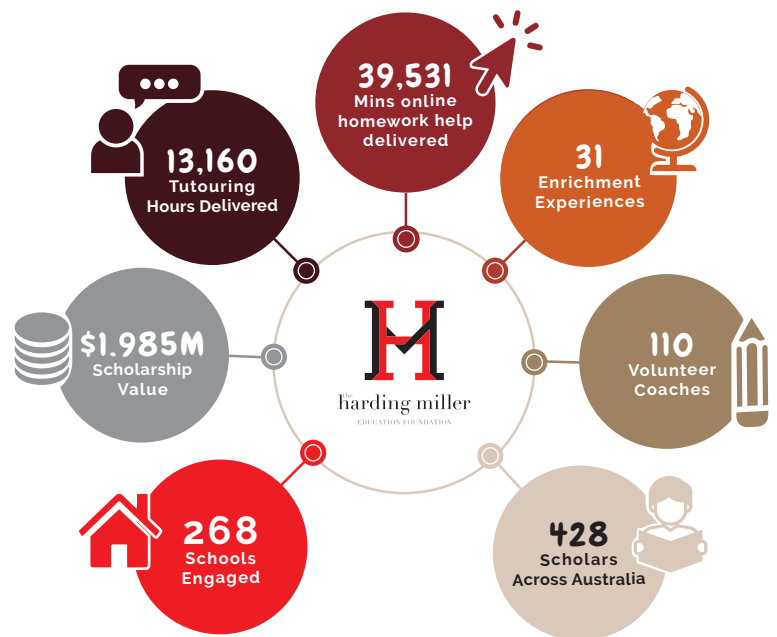 39,531
Mins online
homework help
delivered
31
Enrichment
Experiences
110
Volunteer
Coaches
428
Scholars
Across Australia
268
Schools
Engaged
$1.985M
Scholarship
Value
13,160
Tutouring
Hours Delivered
the
harding miller
EDUCATION FOUNDATION